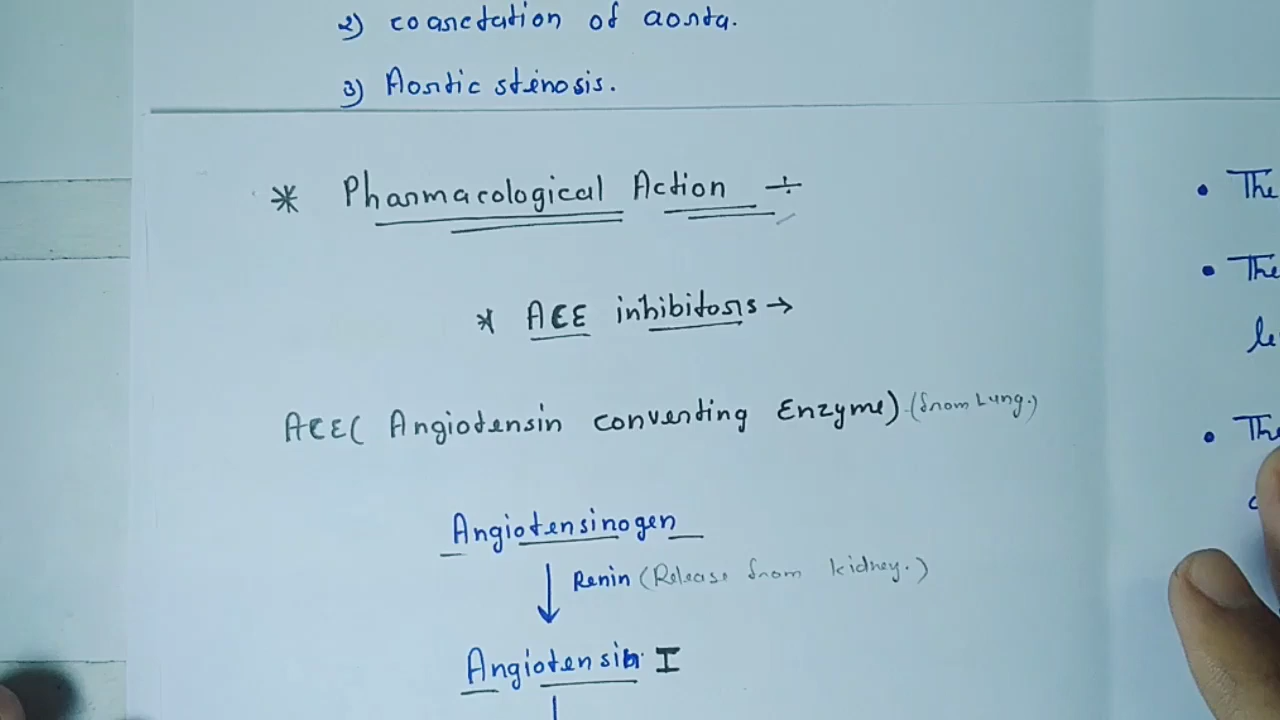 2) coarctation of aorta.
3) Aortic stenosis.
* Pharmacological Action ÷
* ACE inhibitors →
ACE( Angiotensin converting Enzyme) (from Lung.)
Angiotensinogen
↓ Renin (Release from kidney.)
Angiotensin I
• The
• The
le
• The